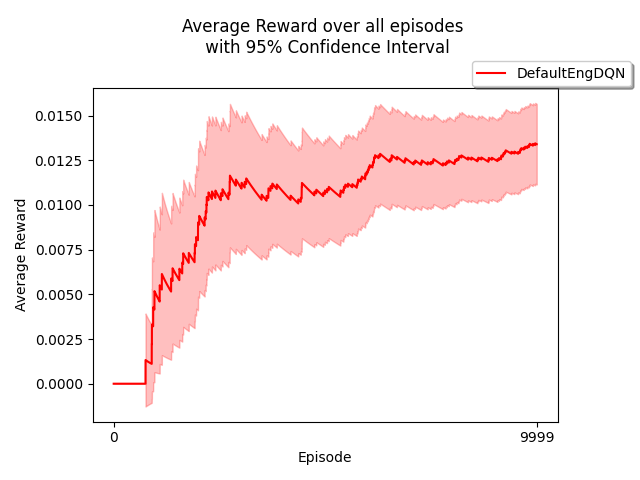 Average Reward over all episodes
with 95% Confidence Interval
DefaultEngDQN
0.0150
0.0125
0.0100
0.0075
0.0050
0.0025
0.0000
Average Reward
0
9999
Episode